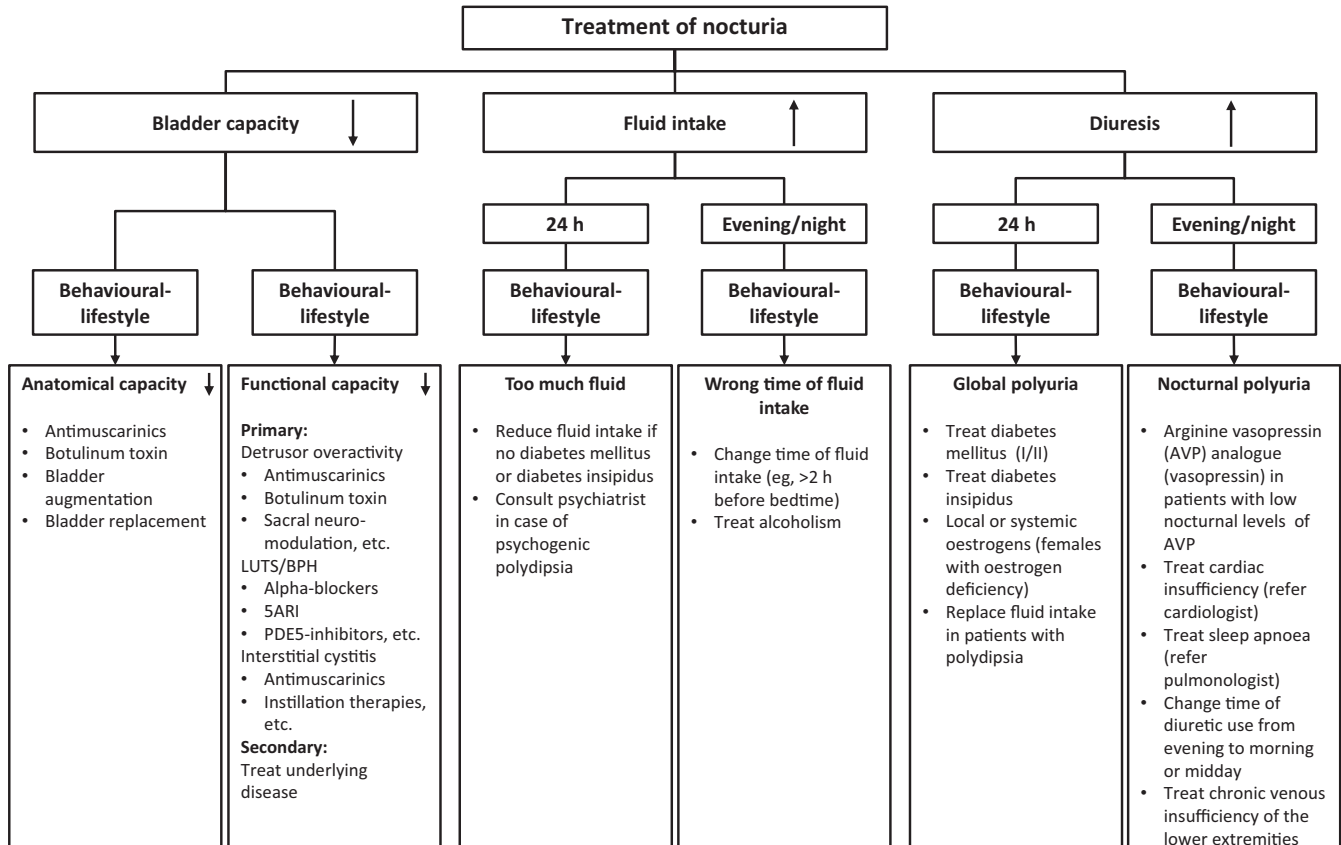 Treatment of nocturia
Bladder capacity ↓
Fluid intake ↑
Diuresis ↑
24 h
Evening/night
24 h
Evening/night
Behavioural-
lifestyle
Behavioural-
lifestyle
Behavioural-
lifestyle
Behavioural-
lifestyle
Behavioural-
lifestyle
Behavioural-
lifestyle
Anatomical capacity ↓
• Antimuscarinics
• Botulinum toxin
• Bladder
augmentation
• Bladder replacement
Functional capacity ↓
Primary:
Detrusor overactivity
• Antimuscarinics
• Botulinum toxin
• Sacral neuro-
modulation, etc.
LUTS/BPH
• Alpha-blockers
• 5ARI
• PDE5-inhibitors, etc.
Interstitial cystitis
• Antimuscarinics
• Instillation therapies,
etc.
Secondary:
Treat underlying
disease
Too much fluid
• Reduce fluid intake if
no diabetes mellitus
or diabetes insipidus
• Consult psychiatrist
in case of
psychogenic
polydipsia
Wrong time of fluid
intake
• Change time of fluid
intake (eg, >2 h
before bedtime)
• Treat alcoholism
Global polyuria
• Treat diabetes
mellitus (I/II)
• Treat diabetes
insipidus
• Local or systemic
oestrogens (females
with oestrogen
deficiency)
• Replace fluid intake
in patients with
polydipsia
Nocturnal polyuria
• Arginine vasopressin
(AVP) analogue
(vasopressin) in
patients with low
nocturnal levels of
AVP
• Treat cardiac
insufficiency (refer
cardiologist)
• Treat sleep apnoea
(refer
pulmonologist)
• Change time of
diuretic use from
evening to morning
or midday
• Treat chronic venous
insufficiency of the
lower extremities